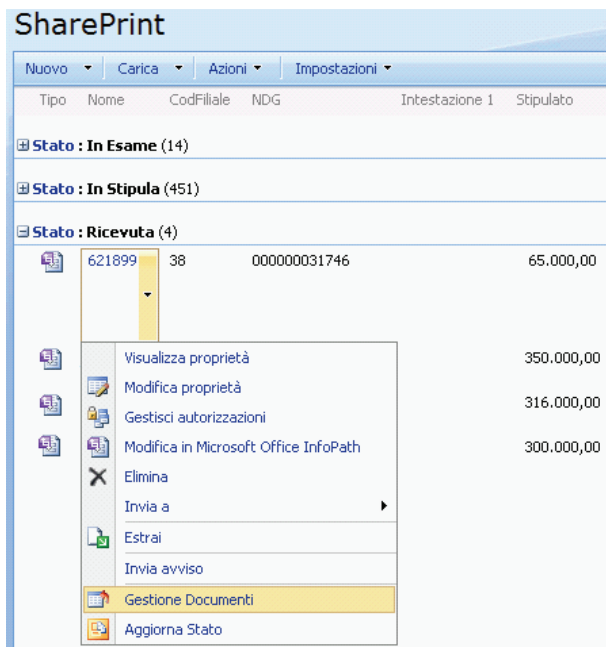 SharePrint
Nuovo Carica Azioni Impostazioni
Tipo Nome CodFiliale NDG Intestazione 1 Stipulato
Stato : In Esame (14)
Stato : In Stipula (451)
Stato : Ricevuta (4)
621899 38 000000031746 65.000,00
Visualizza proprietà 350.000,00
Modifica proprietà
Gestisci autorizzazioni 316.000,00
Modifica in Microsoft Office InfoPath 300.000,00
Elimina
Invia a
Estrai
Invia avviso
Gestione Documenti
Aggiorna Stato